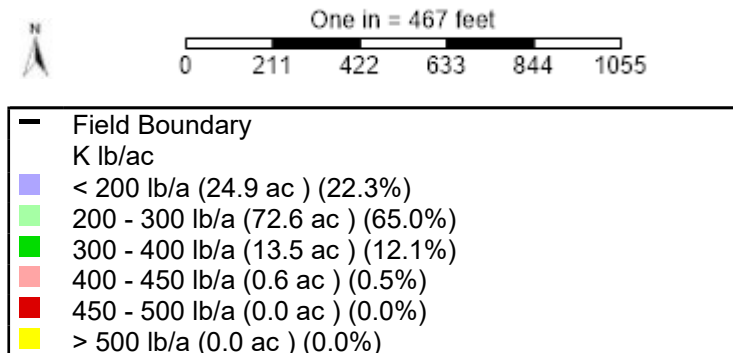 One in = 467 feet
N
0 211 422 633 844 1055
Field Boundary
K lb/ac
< 200 lb/a (24.9 ac ) (22.3%)
200 - 300 lb/a (72.6 ac ) (65.0%)
300 - 400 lb/a (13.5 ac ) (12.1%)
400 - 450 lb/a (0.6 ac ) (0.5%)
450 - 500 lb/a (0.0 ac ) (0.0%)
> 500 lb/a (0.0 ac ) (0.0%)